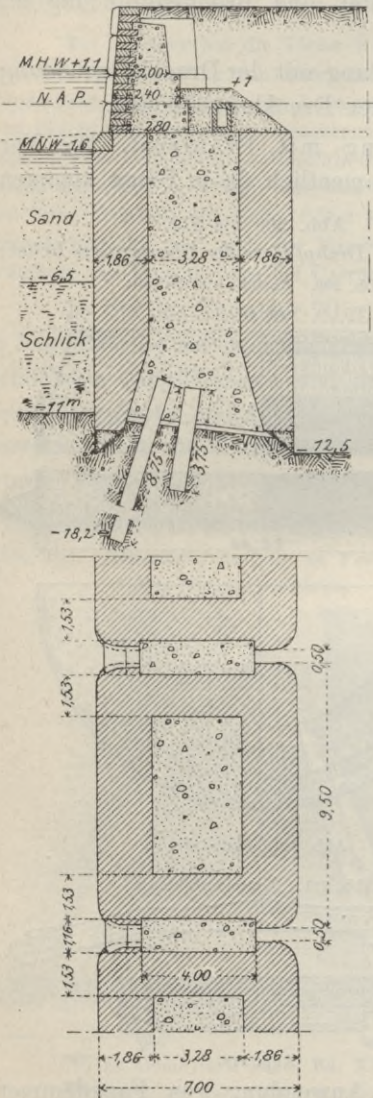 M.H.W+1,1
2,00
+1
N.A.P.
2,40
2,80
M.N.W-1,6
Sand
1,86 3,28 1,86
-6,5
Schlick
-11m
-12,5
8,75
3,75
-18,2
1,53
0,50
1,53
9,50
1,53
1,16
0,50
4,00
1,53
1,86 3,28 1,86
7,00